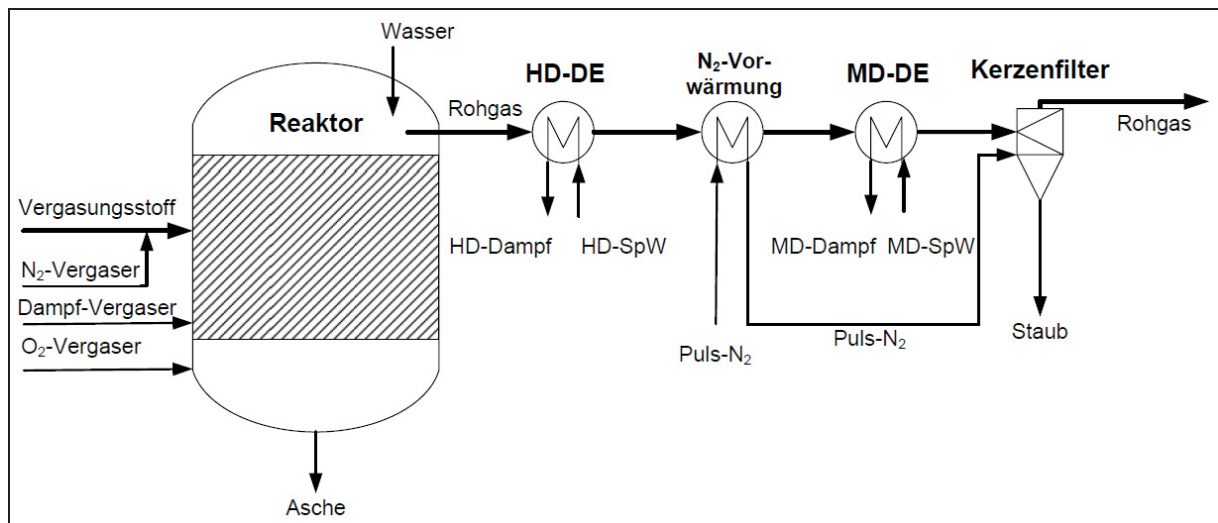 Wasser
HD-DE
N₂-Vor-
wärmung
MD-DE
Kerzenfilter
Reaktor
Rohgas
Rohgas
Vergasungsstoff
N₂-Vergaser
Dampf-Vergaser
O₂-Vergaser
HD-Dampf
HD-SpW
MD-Dampf
MD-SpW
Puls-N₂
Puls-N₂
Staub
Asche